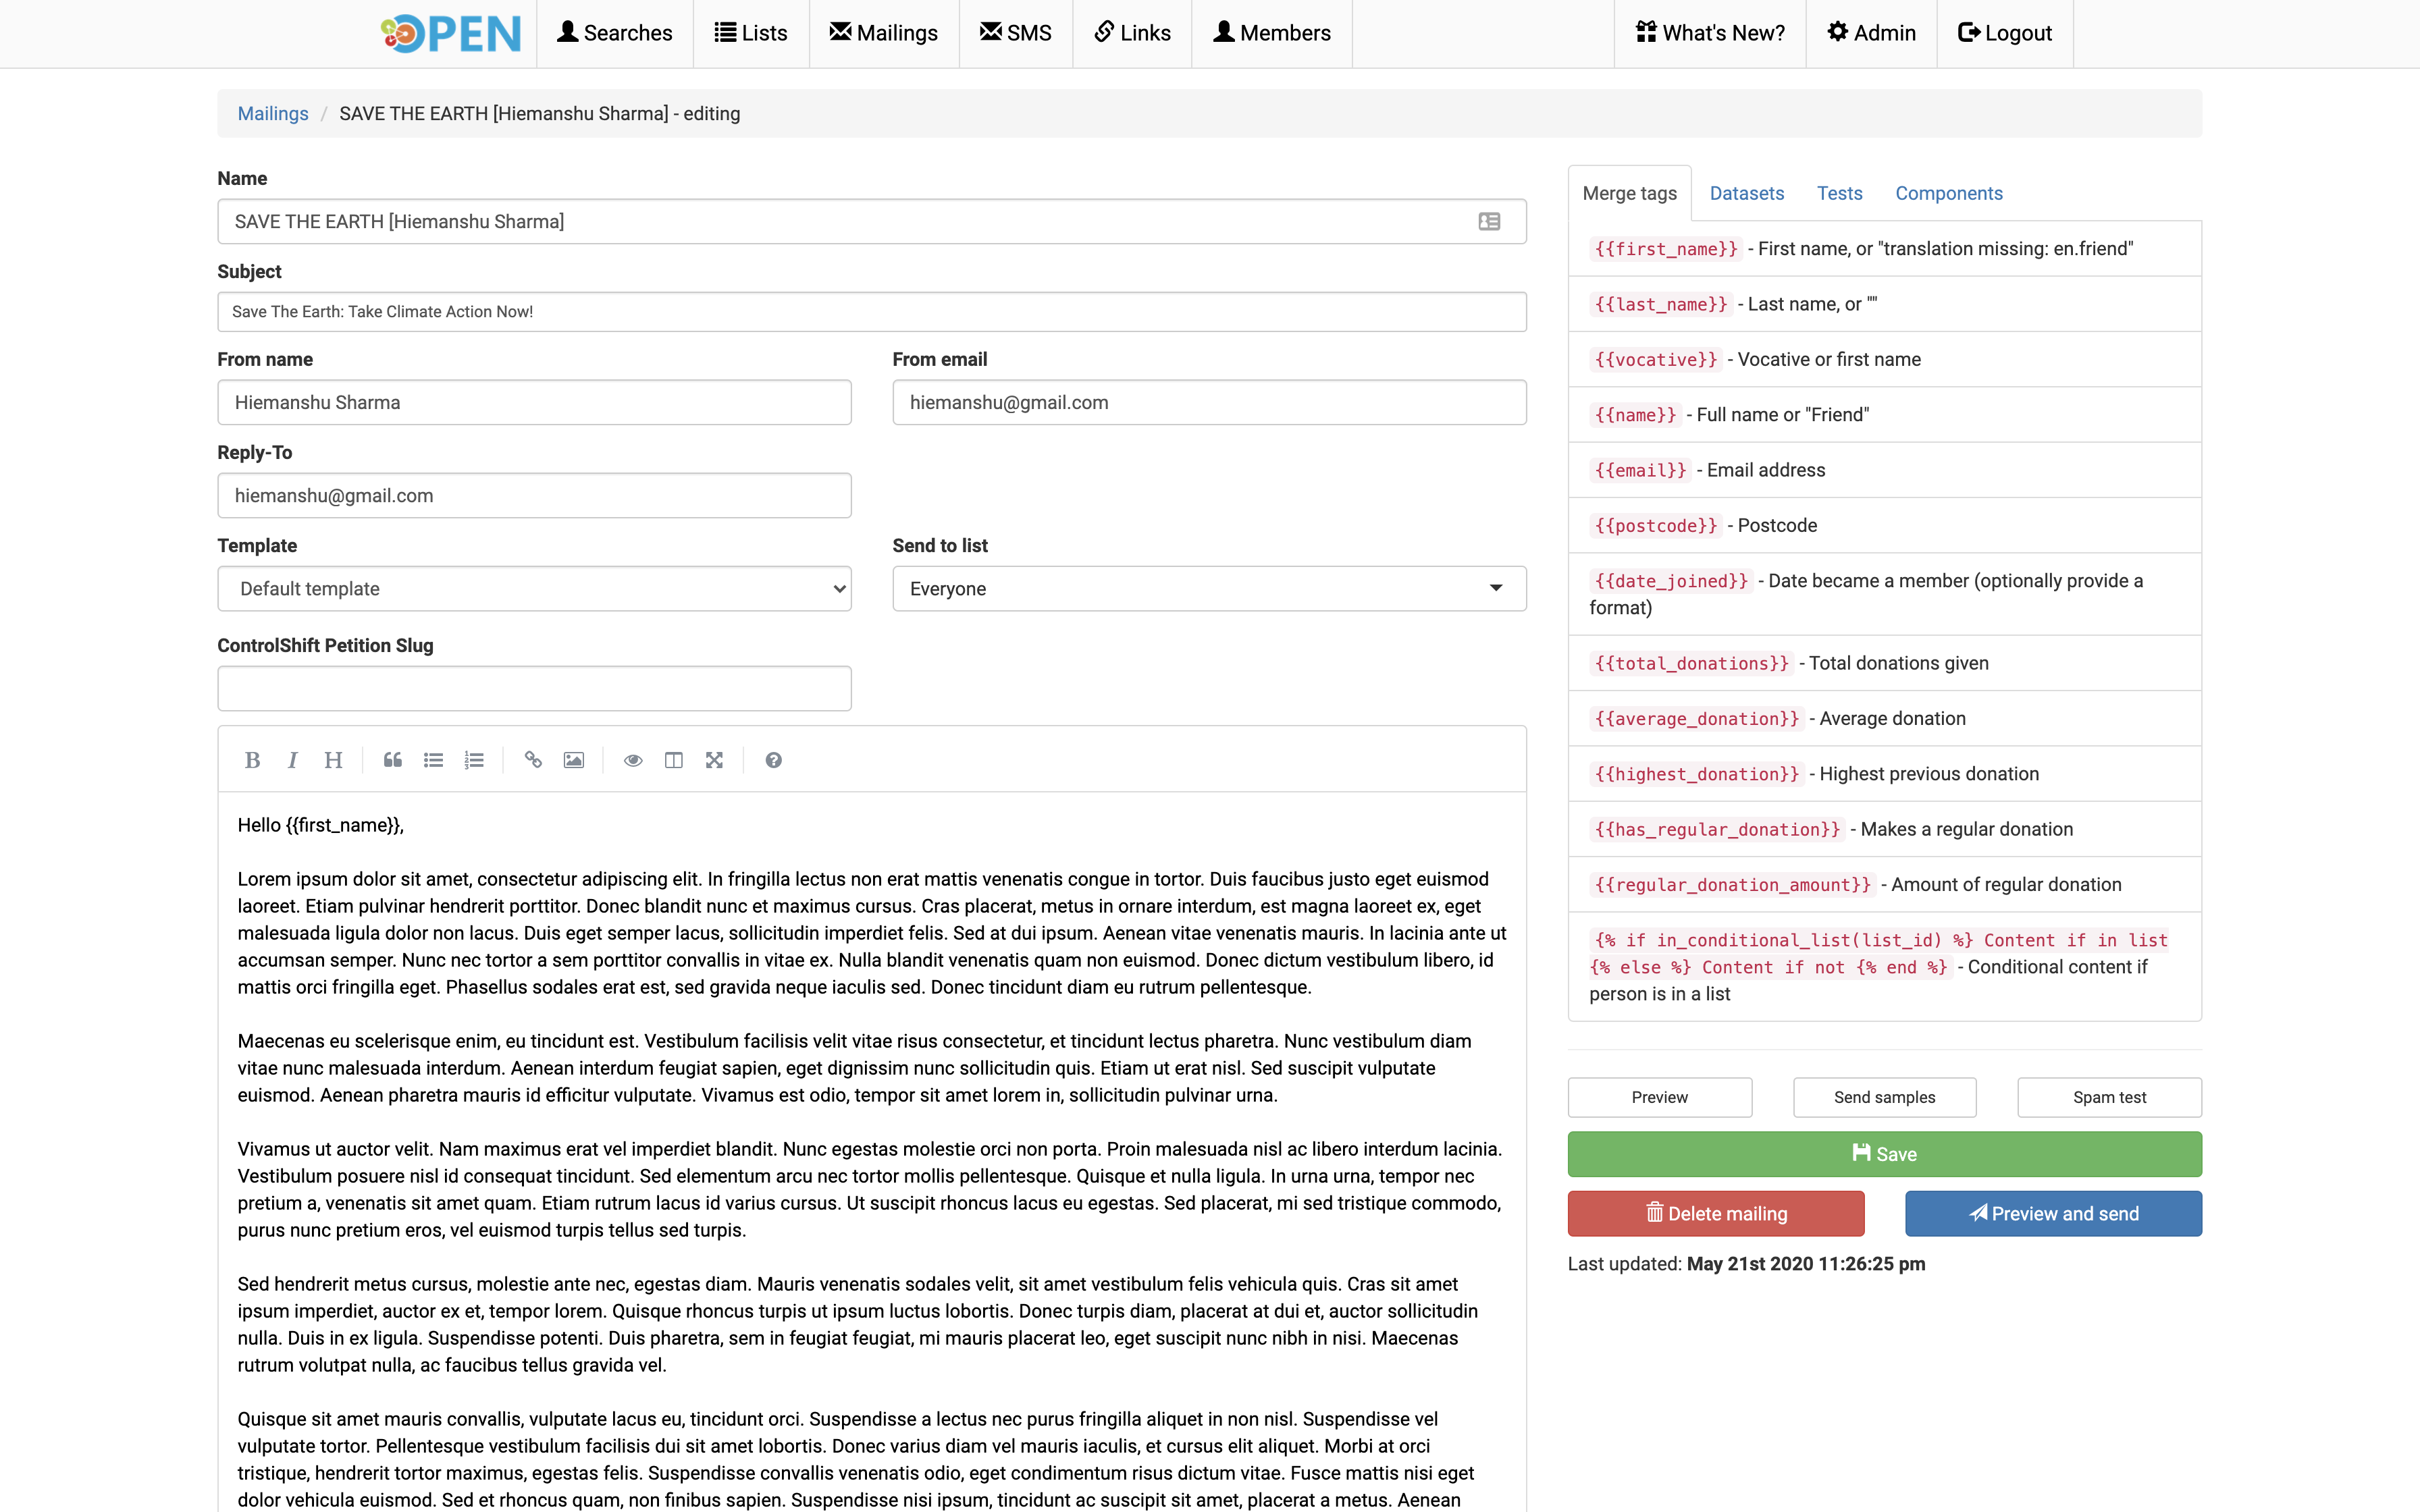 OPEN
Searches
Lists
Mailings
SMS
Links
Members
What's New?
Admin
Logout
Mailings / SAVE THE EARTH [Hiemanshu Sharma] - editing
Name
SAVE THE EARTH [Hiemanshu Sharma]
Subject
Save The Earth: Take Climate Action Now!
From name
From email
Hiemanshu Sharma
hiemanshu@gmail.com
Reply-To
hiemanshu@gmail.com
Template
Send to list
Default template
Everyone
ControlShift Petition Slug
B I H
Hello {{first_name}},
Lorem ipsum dolor sit amet, consectetur adipiscing elit. In fringilla lectus non erat mattis venenatis congue in tortor. Duis faucibus justo eget euismod
laoreet. Etiam pulvinar hendrerit porttitor. Donec blandit nunc et maximus cursus. Cras placerat, metus in ornare interdum, est magna laoreet ex, eget
malesuada ligula dolor non lacus. Duis eget semper lacus, sollicitudin imperdiet felis. Sed at dui ipsum. Aenean vitae venenatis mauris. In lacinia ante ut
accumsan semper. Nunc nec tortor a sem porttitor convallis in vitae ex. Nulla blandit venenatis quam non euismod. Donec dictum vestibulum libero, id
mattis orci fringilla eget. Phasellus sodales erat est, sed gravida neque iaculis sed. Donec tincidunt diam eu rutrum pellentesque.
Maecenas eu scelerisque enim, eu tincidunt est. Vestibulum facilisis velit vitae risus consectetur, et tincidunt lectus pharetra. Nunc vestibulum diam
vitae nunc malesuada interdum. Aenean interdum feugiat sapien, eget dignissim nunc sollicitudin quis. Etiam ut erat nisl. Sed suscipit vulputate
euismod. Aenean pharetra mauris id efficitur vulputate. Vivamus est odio, tempor sit amet lorem in, sollicitudin pulvinar urna.
Vivamus ut auctor velit. Nam maximus erat vel imperdiet blandit. Nunc egestas molestie orci non porta. Proin malesuada nisl ac libero interdum lacinia.
Vestibulum posuere nisl id consequat tincidunt. Sed elementum arcu nec tortor mollis pellentesque. Quisque et nulla ligula. In urna urna, tempor nec
pretium a, venenatis sit amet quam. Etiam rutrum lacus id varius cursus. Ut suscipit rhoncus lacus eu egestas. Sed placerat, mi sed tristique commodo,
purus nunc pretium eros, vel euismod turpis tellus sed turpis.
Sed hendrerit metus cursus, molestie ante nec, egestas diam. Mauris venenatis sodales velit, sit amet vestibulum felis vehicula quis. Cras sit amet
ipsum imperdiet, auctor ex et, tempor lorem. Quisque rhoncus turpis ut ipsum luctus lobortis. Donec turpis diam, placerat at dui et, auctor sollicitudin
nulla. Duis in ex ligula. Suspendisse potenti. Duis pharetra, sem in feugiat feugiat, mi mauris placerat leo, eget suscipit nunc nibh in nisi. Maecenas
rutrum volutpat nulla, ac faucibus tellus gravida vel.
Quisque sit amet mauris convallis, vulputate lacus eu, tincidunt orci. Suspendisse a lectus nec purus fringilla aliquet in non nisl. Suspendisse vel
vulputate tortor. Pellentesque vestibulum facilisis dui sit amet lobortis. Donec varius diam vel mauris iaculis, et cursus elit aliquet. Morbi at orci
tristique, hendrerit tortor maximus, egestas felis. Suspendisse convallis venenatis odio, eget condimentum risus dictum vitae. Fusce mattis nisi eget
dolor vehicula euismod. Sed et rhoncus quam, non finibus sapien. Suspendisse nisi ipsum, tincidunt ac suscipit sit amet, placerat a metus. Aenean
Merge tags
Datasets
Tests
Components
{{first_name}} - First name, or "translation missing: en.friend"
{{last_name}} - Last name, or ""
{{vocative}} - Vocative or first name
{{name}} - Full name or "Friend"
{{email}} - Email address
{{postcode}} - Postcode
{{date_joined}} - Date became a member (optionally provide a
format)
{{total_donations}} - Total donations given
{{average_donation}} - Average donation
{{highest_donation}} - Highest previous donation
{{has_regular_donation}} - Makes a regular donation
{{regular_donation_amount}} - Amount of regular donation
{% if in_conditional_list(list_id) %} Content if in list
{% else %} Content if not {% end %} - Conditional content if
person is in a list
Preview
Send samples
Spam test
Save
Delete mailing
Preview and send
Last updated: May 21st 2020 11:26:25 pm